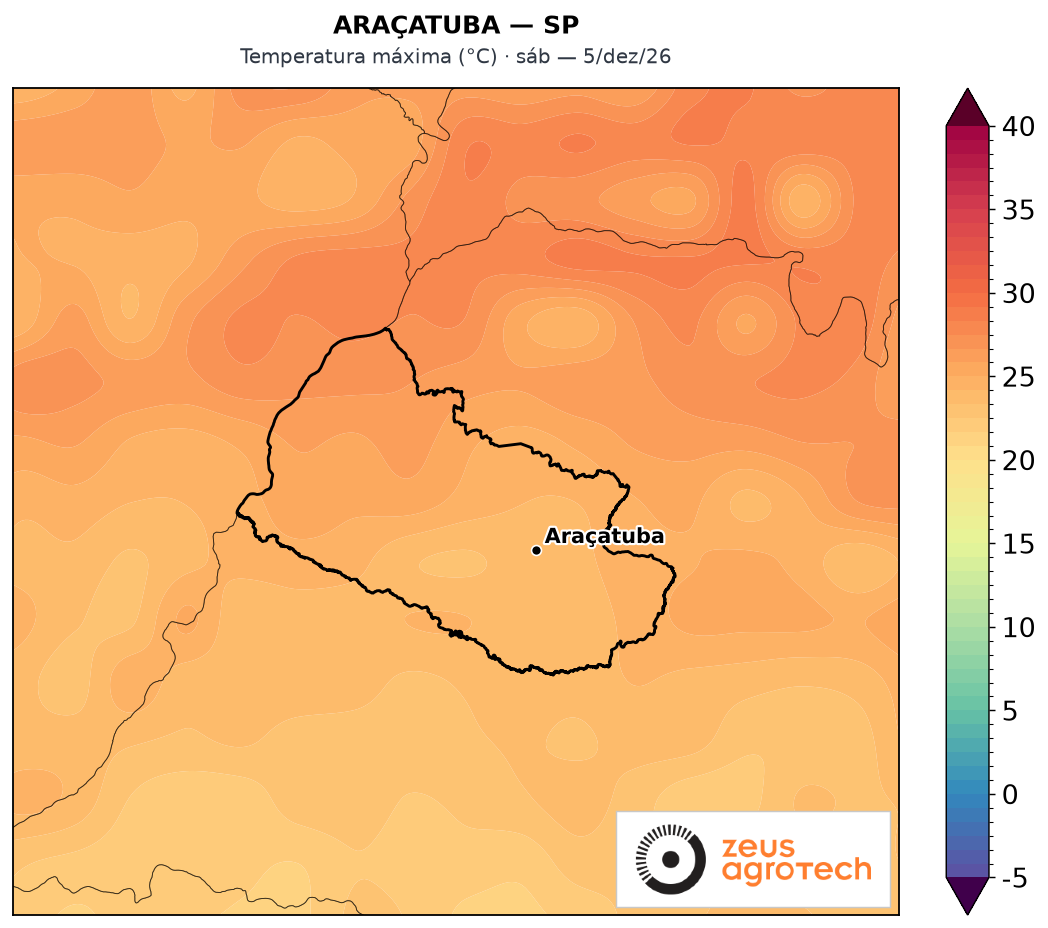 ARAÇATUBA — SP
Temperatura máxima (°C) · sáb — 5/dez/26
40
35
30
25
20
15
10
5
0
-5
Araçatuba
zeus
agrotech